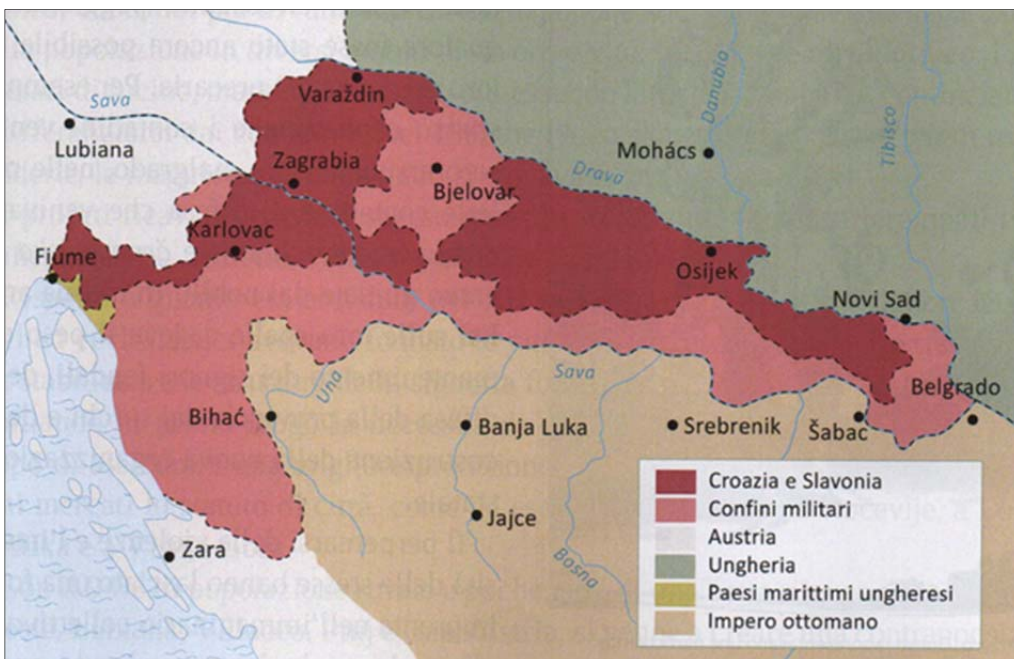 Sava
Lubiana
Varaždin
Zagrabia
Bjelovár
Drava
Mohács
Danubio
Tibisco
Karlovac
Fiume
Osijek
Novi Sad
Belgrado
Una
Sava
Bihać
Banja Luka
Srebrenik
Šabac
Jajce
Bosna
Zara
Croazia e Slavonia
Confini militari
Austria
Ungheria
Paesi marittimi ungheresi
Impero ottomano